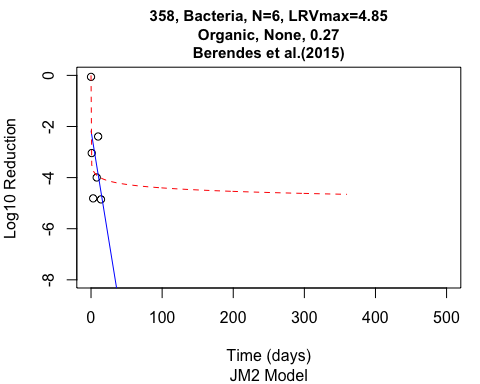 358, Bacteria, N=6, LRVmax=4.85
Organic, None, 0.27
Berendes et al.(2015)
Log10 Reduction
0
-2
-4
-6
-8
0 100 200 300 400 500
Time (days)
JM2 Model